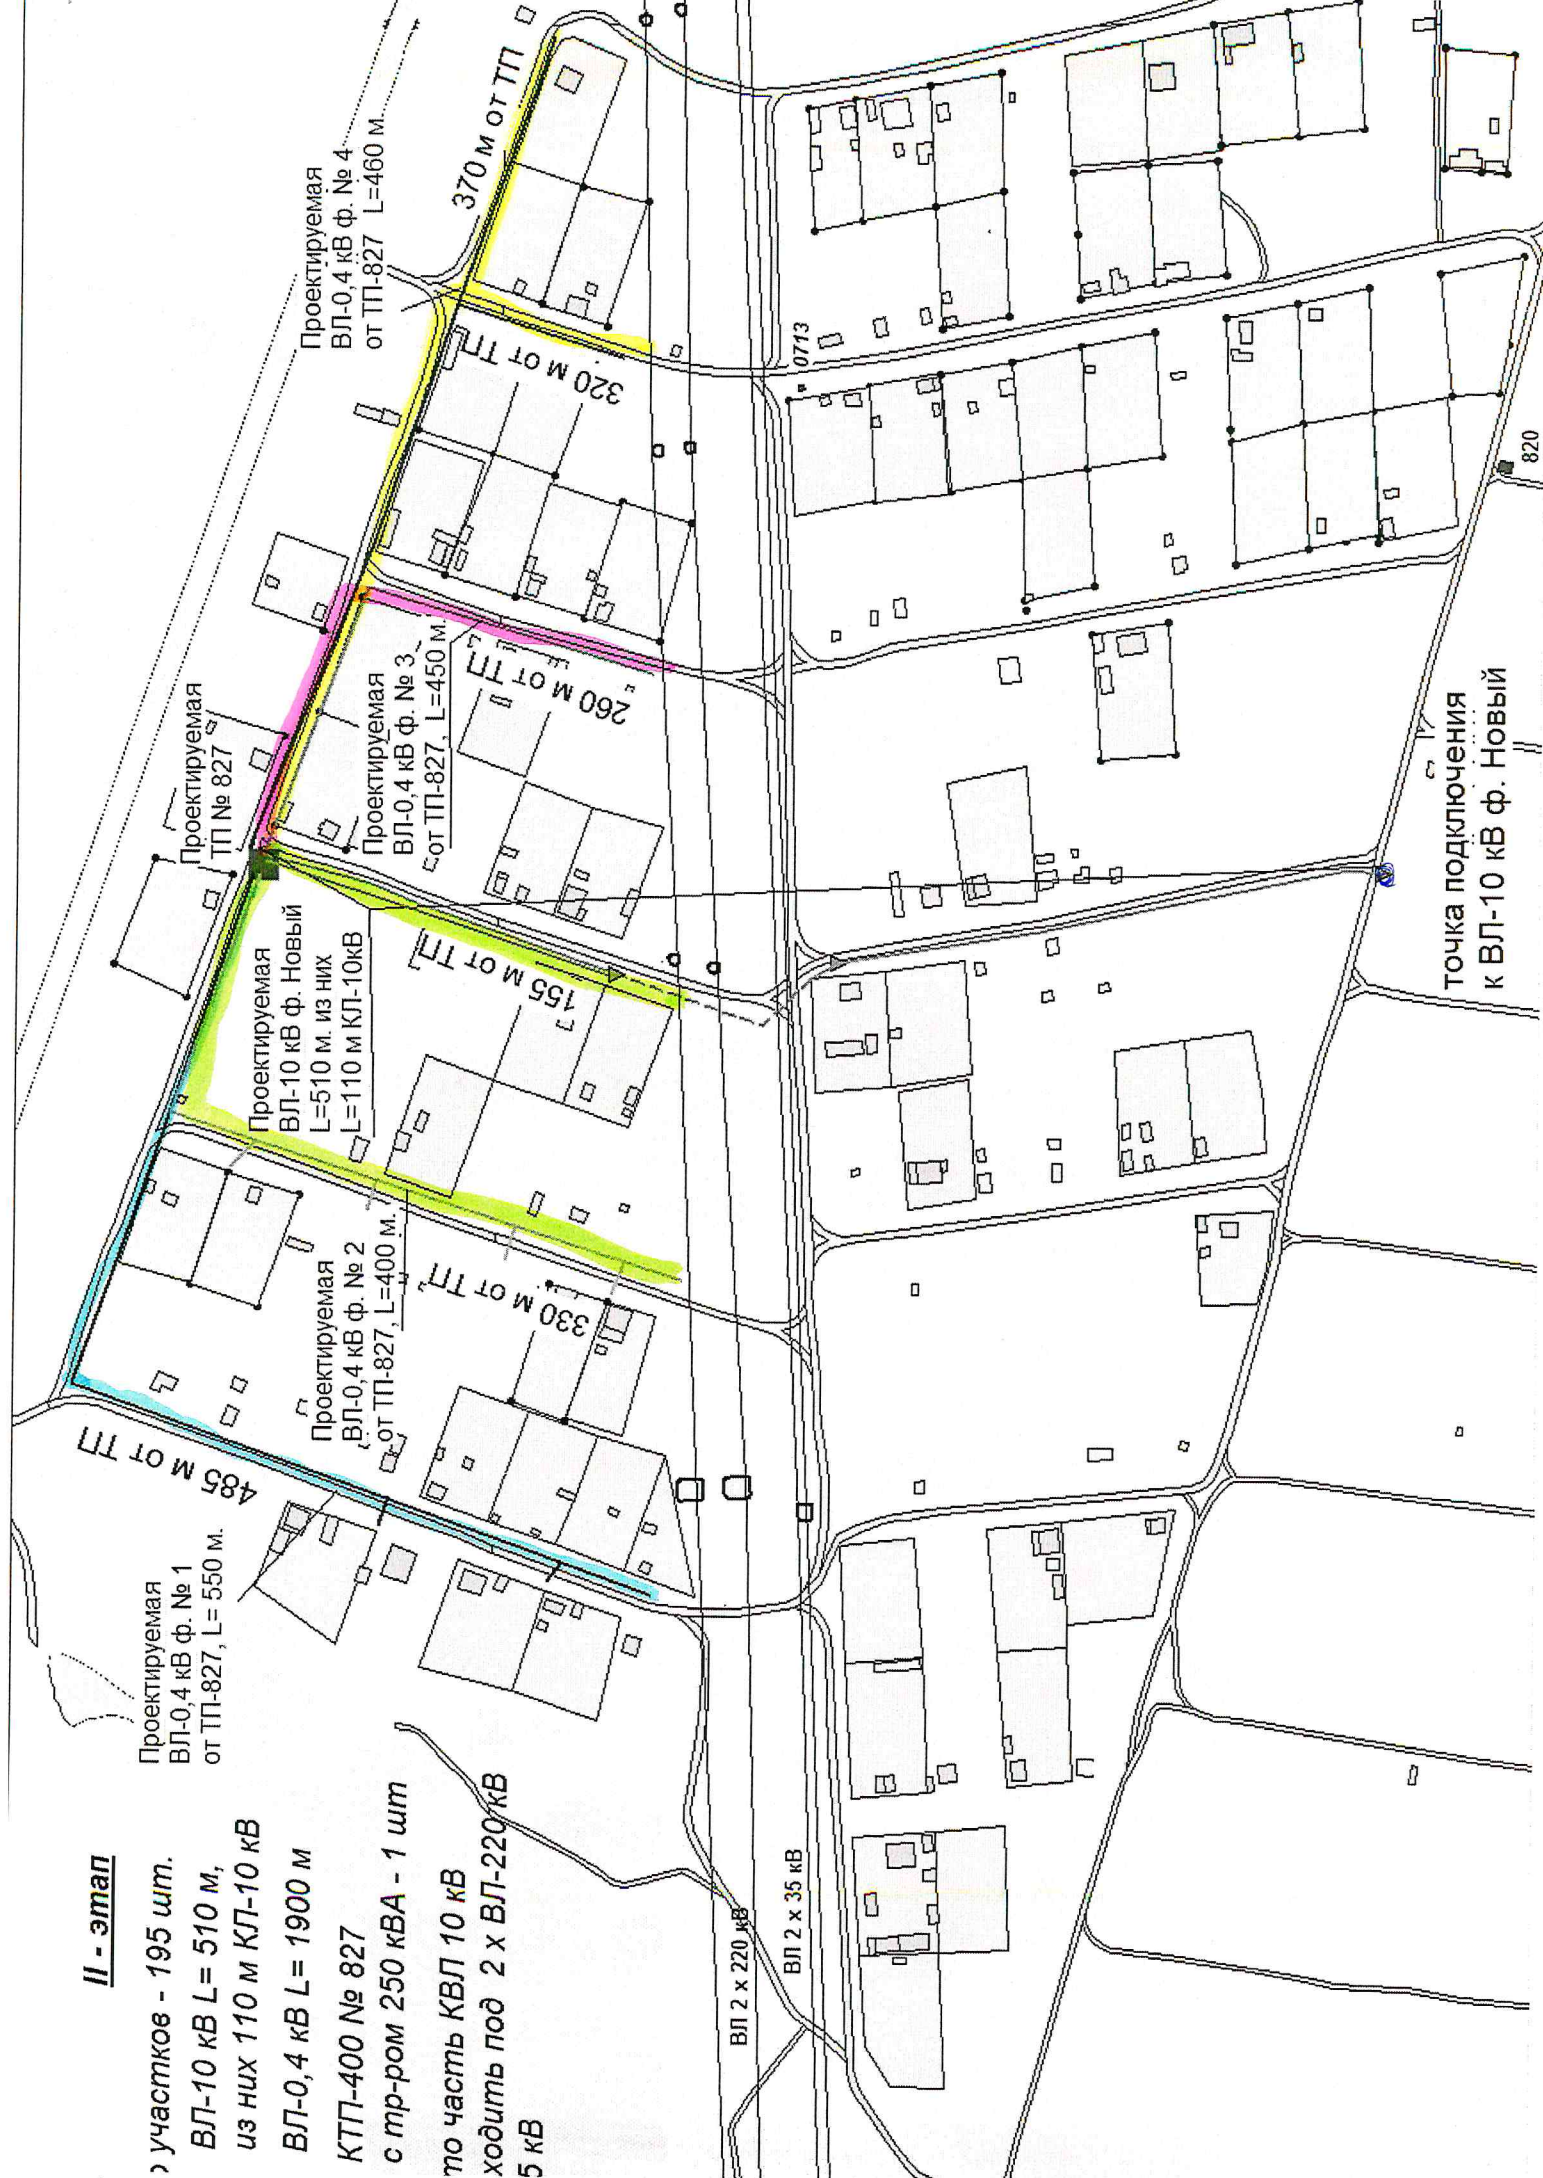 II - этап
участков - 195 шт.
ВЛ-10 кВ L= 510 м,
из них 110 м КЛ-10 кВ
ВЛ-0,4 кВ L= 1900 м
КТП-400 № 827
с тр-ром 250 кВА - 1 шт
то часть КВЛ 10 кВ
ходить под 2 х ВЛ-220 кВ
5 кВ
Проектируемая
ВЛ-0,4 кВ ф. № 1
от ТП-827, L= 550 м.
485 м от ТП
Проектируемая
ВЛ-0,4 кВ ф. № 2
от ТП-827, L=400 м.
330 м от ТП
Проектируемая
ВЛ-10 кВ ф. Новый
L=510 м. из них
L=110 м КЛ-10кВ
155 м от ТП
Проектируемая
ТП № 827
Проектируемая
ВЛ-0,4 кВ ф. № 3
от ТП-827, L=450 м.
260 м от ТП
Проектируемая
ВЛ-0,4 кВ ф. № 4
от ТП-827 L=460 м.
320 м от ТП
370 м от ТП
ВЛ 2 х 220 кВ
ВЛ 2 х 35 кВ
0713
820
точка подключения
к ВЛ-10 кВ ф. Новый